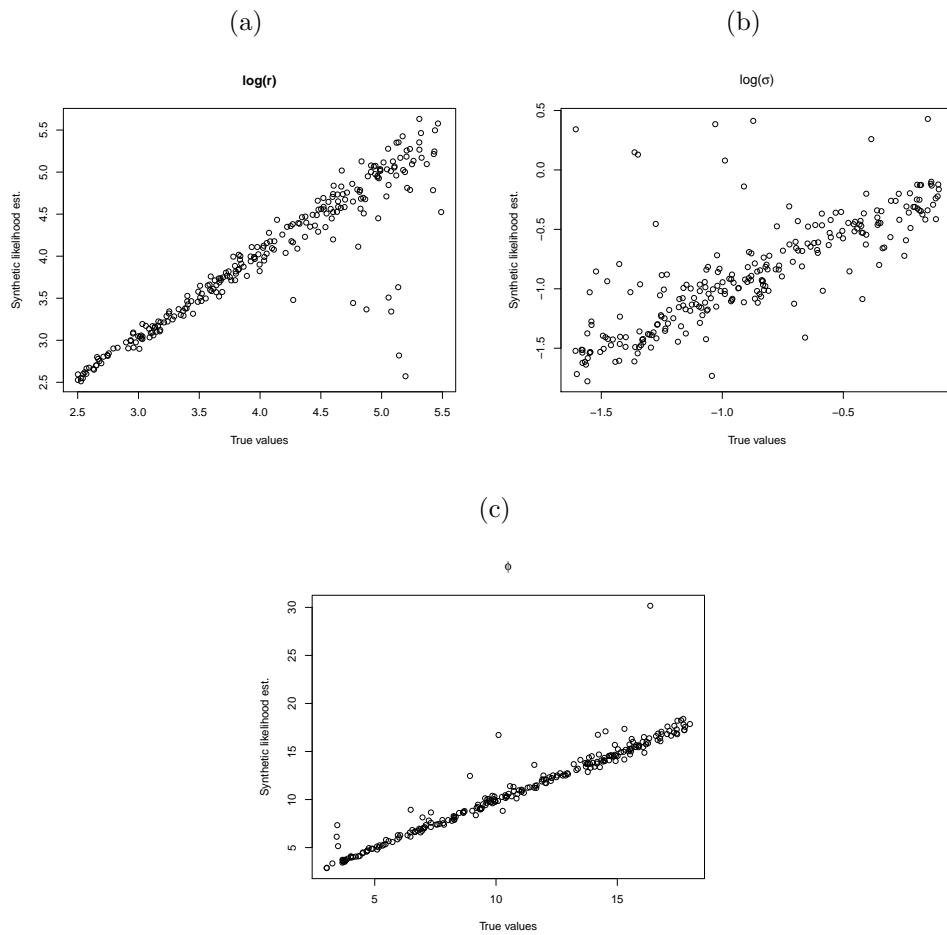 (a)
(b)
log(r)
log(σ)
Synthetic likelihood est.
2.5 3.0 3.5 4.0 4.5 5.0 5.5
2.5 3.0 3.5 4.0 4.5 5.0 5.5
True values
Synthetic likelihood est.
−1.5 −1.0 −0.5 0.0 0.5
−1.5 −1.0 −0.5
True values
(c)
ϕ
Synthetic likelihood est.
5 10 15 20 25 30
5 10 15
True values